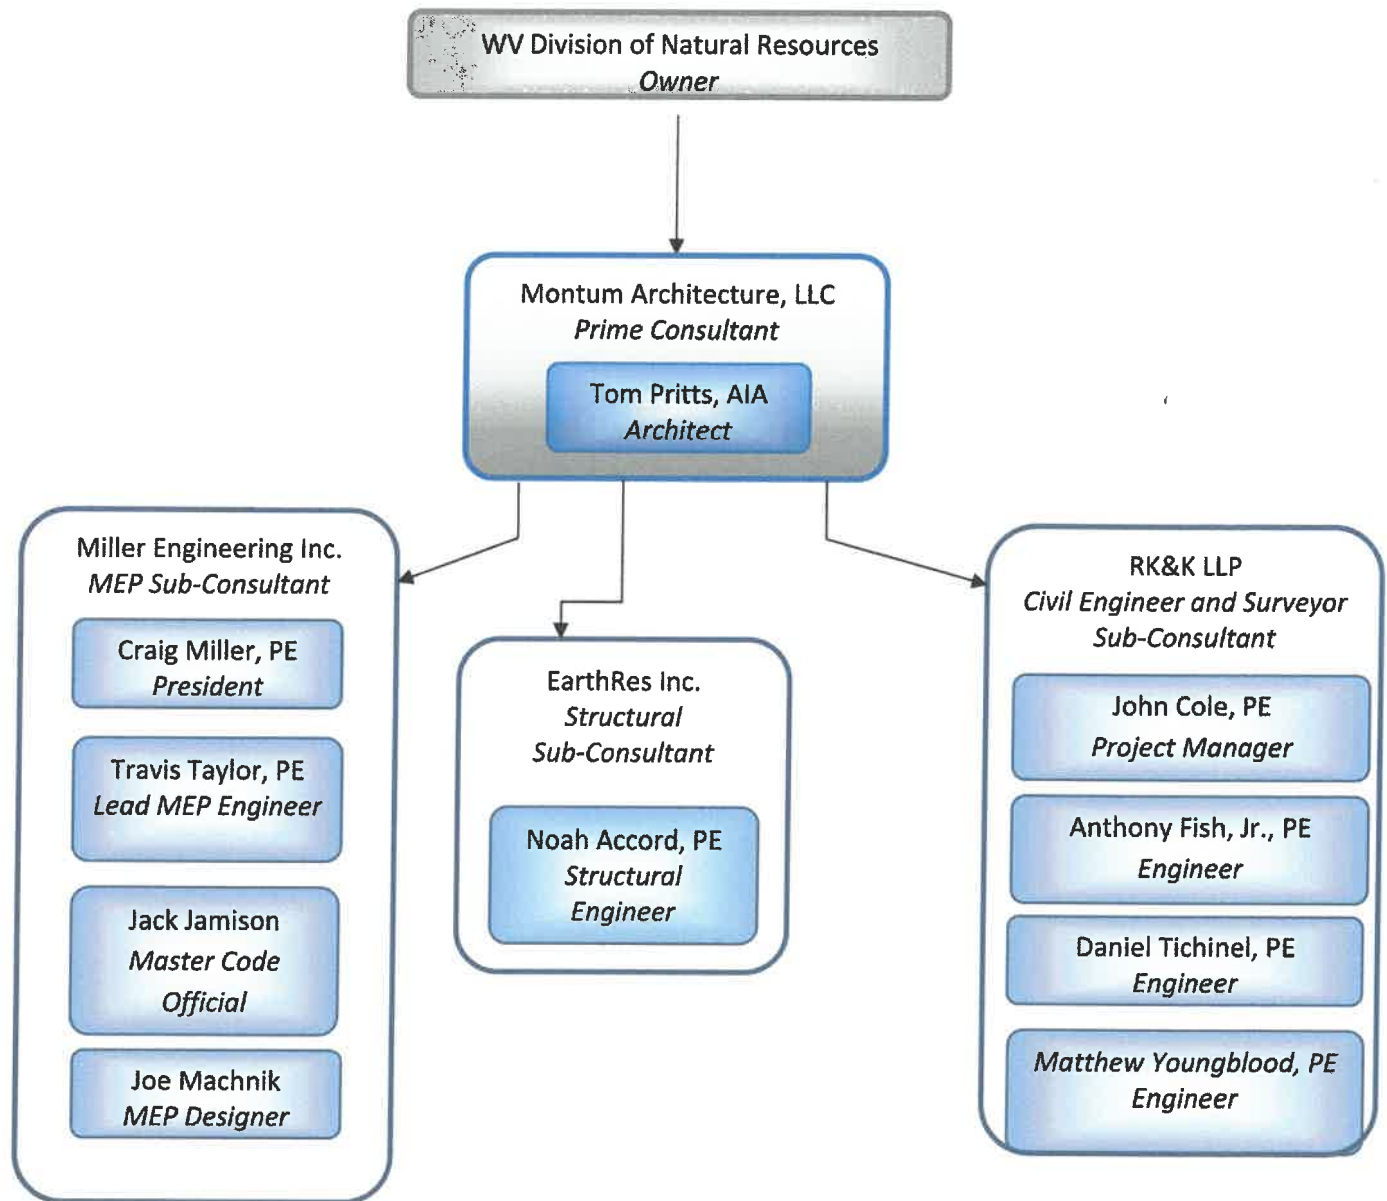 WV Division of Natural Resources
Owner
Montum Architecture, LLC
Prime Consultant
Tom Pritts, AIA
Architect
Miller Engineering Inc.
MEP Sub-Consultant
Craig Miller, PE
President
Travis Taylor, PE
Lead MEP Engineer
Jack Jamison
Master Code
Official
Joe Machnik
MEP Designer
EarthRes Inc.
Structural
Sub-Consultant
Noah Accord, PE
Structural
Engineer
RK&K LLP
Civil Engineer and Surveyor
Sub-Consultant
John Cole, PE
Project Manager
Anthony Fish, Jr., PE
Engineer
Daniel Tichinel, PE
Engineer
Matthew Youngblood, PE
Engineer